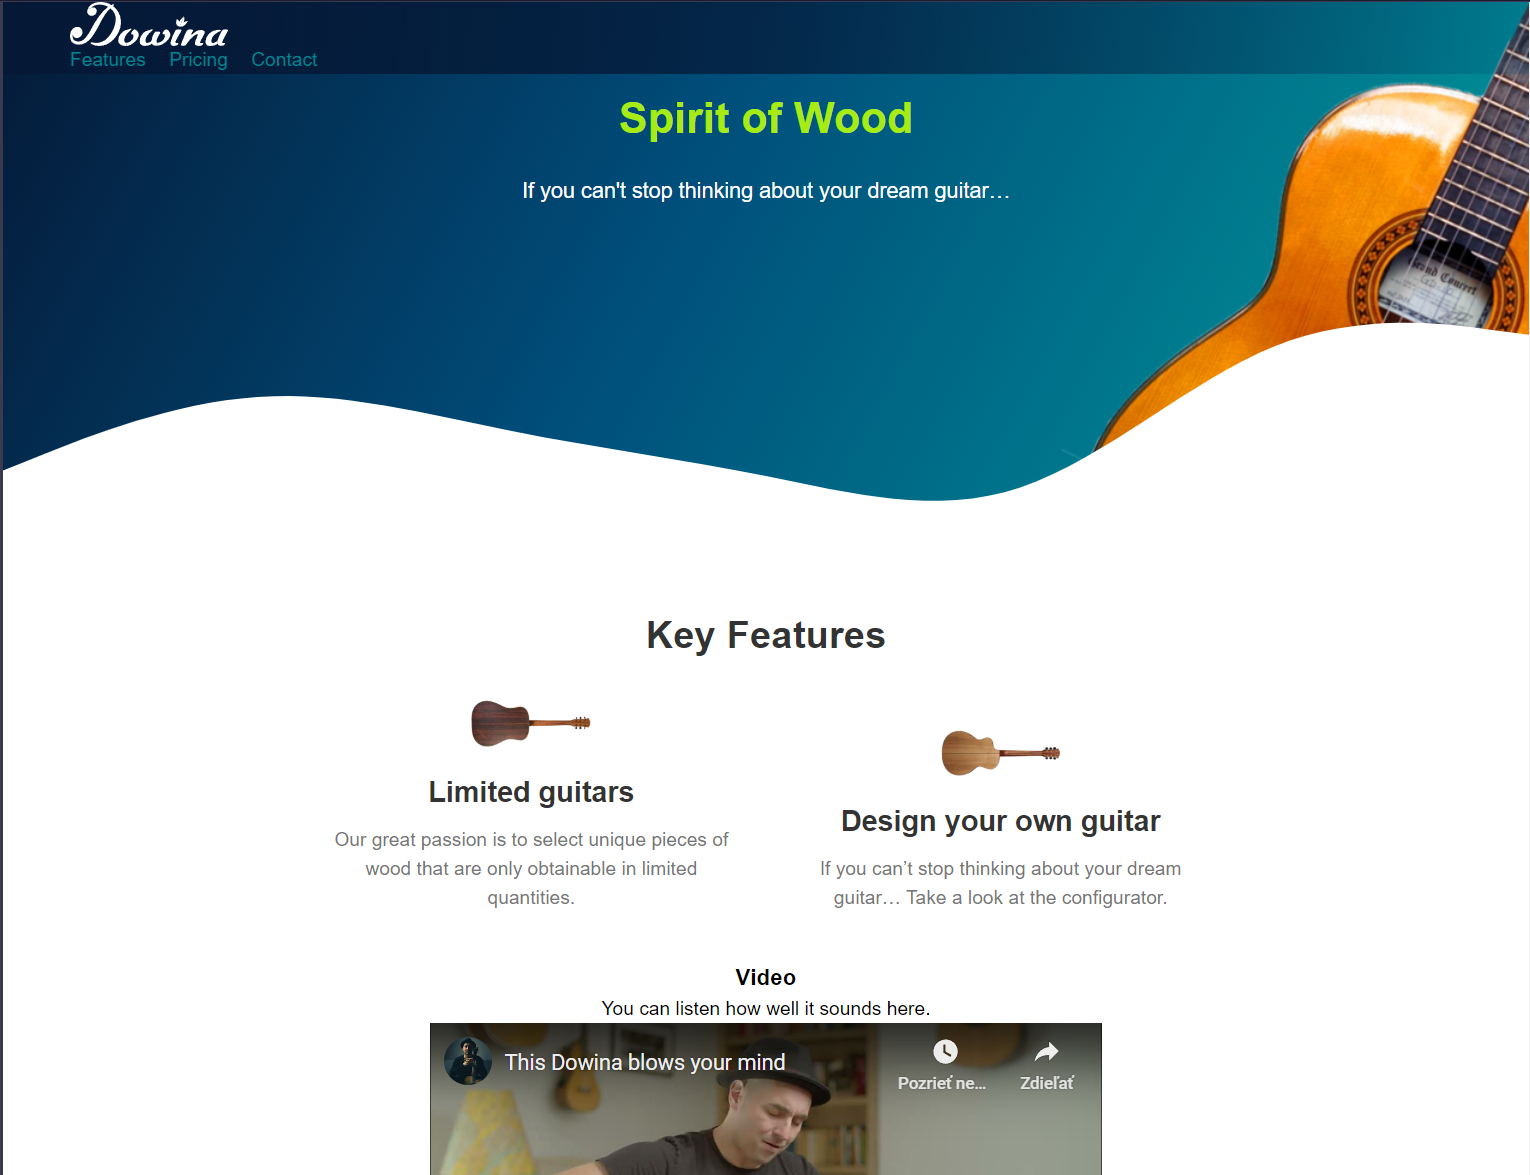 Dowina
Features Pricing Contact
Spirit of Wood
If you can't stop thinking about your dream guitar…
Grand Concert
Key Features
Limited guitars
Our great passion is to select unique pieces of
wood that are only obtainable in limited
quantities.
Design your own guitar
If you can’t stop thinking about your dream
guitar… Take a look at the configurator.
Video
You can listen how well it sounds here.
This Dowina blows your mind
Pozrieť ne…
Zdieľať